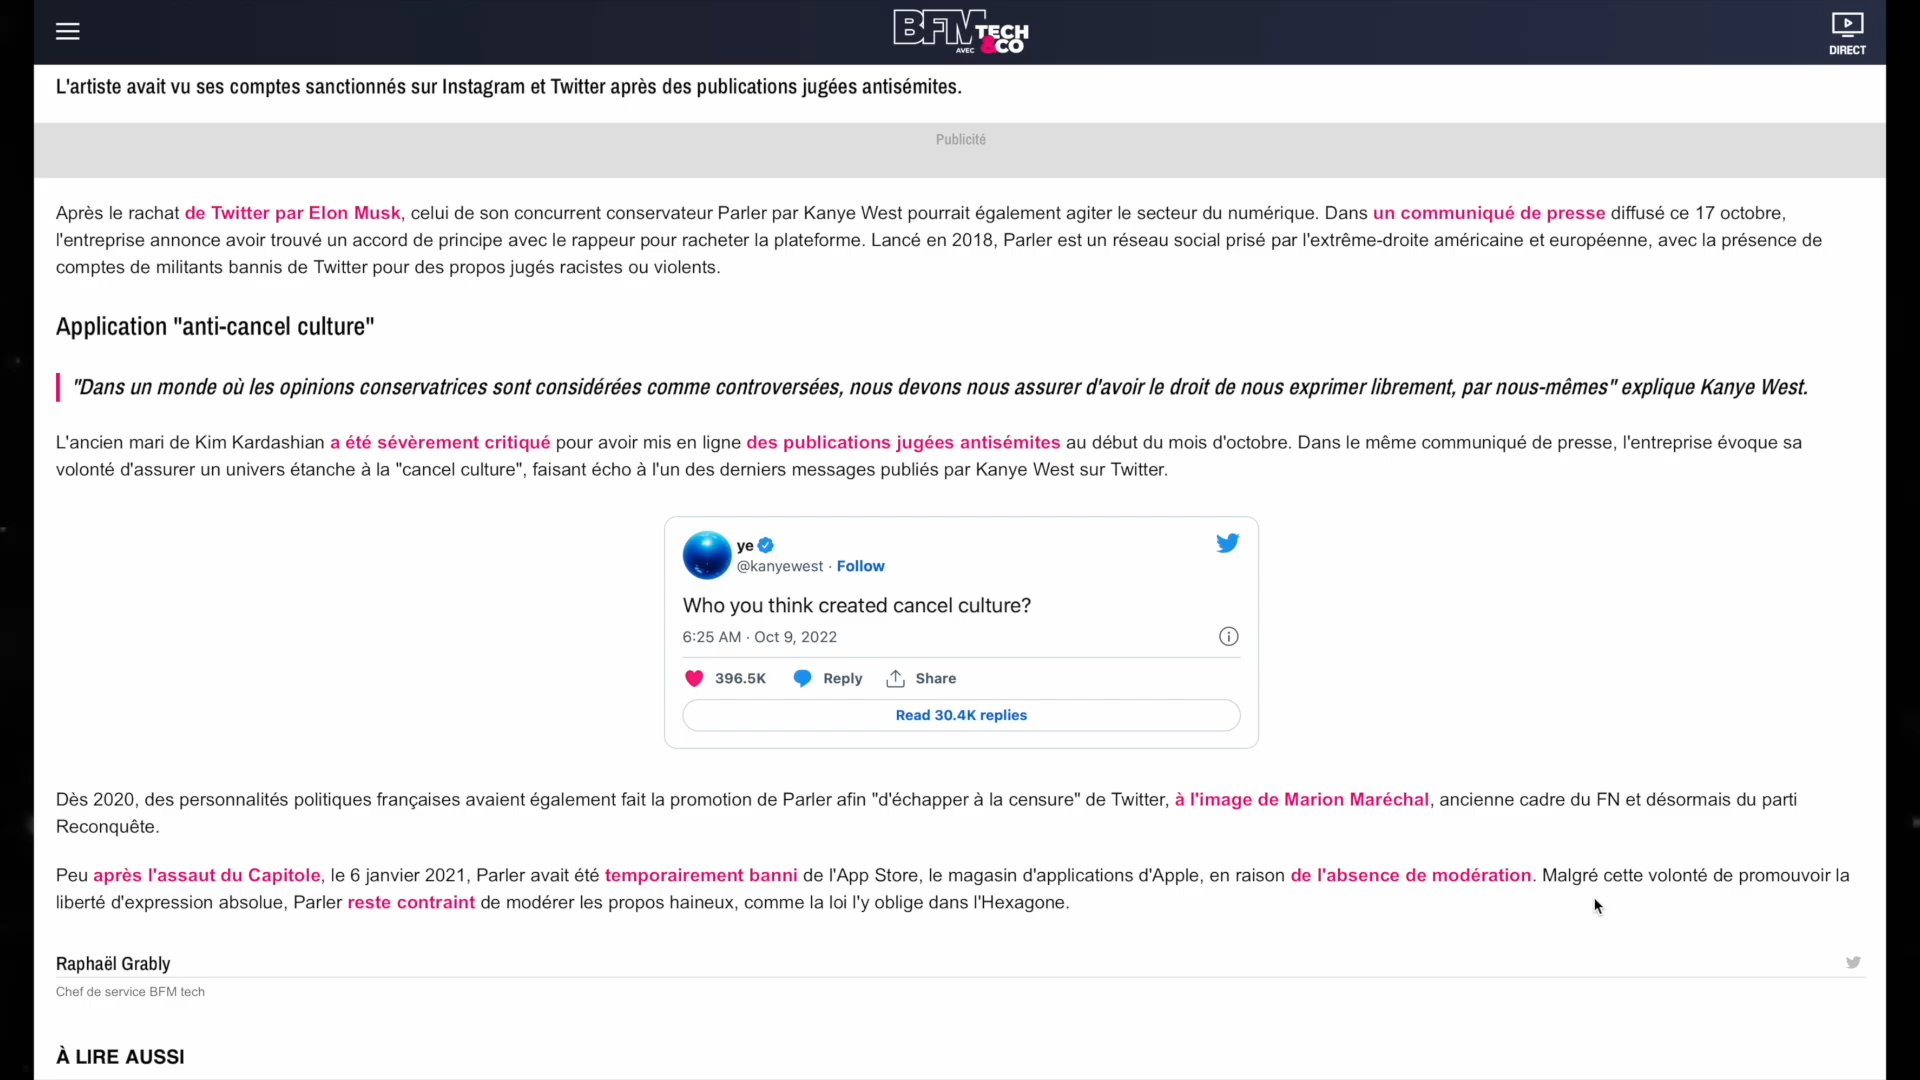 BFM TECH
AVEC &CO
DIRECT
L'artiste avait vu ses comptes sanctionnés sur Instagram et Twitter après des publications jugées antisémites.
Publicité
Après le rachat de Twitter par Elon Musk, celui de son concurrent conservateur Parler par Kanye West pourrait également agiter le secteur du numérique. Dans un communiqué de presse diffusé ce 17 octobre,
l'entreprise annonce avoir trouvé un accord de principe avec le rappeur pour racheter la plateforme. Lancé en 2018, Parler est un réseau social prisé par l'extrême-droite américaine et européenne, avec la présence de
comptes de militants bannis de Twitter pour des propos jugés racistes ou violents.
Application "anti-cancel culture"
"Dans un monde où les opinions conservatrices sont considérées comme controversées, nous devons nous assurer d'avoir le droit de nous exprimer librement, par nous-mêmes" explique Kanye West.
L'ancien mari de Kim Kardashian a été sévèrement critiqué pour avoir mis en ligne des publications jugées antisémites au début du mois d'octobre. Dans le même communiqué de presse, l'entreprise évoque sa
volonté d'assurer un univers étanche à la "cancel culture", faisant écho à l'un des derniers messages publiés par Kanye West sur Twitter.
ye
@kanyewest · Follow
Who you think created cancel culture?
6:25 AM · Oct 9, 2022
396.5K Reply Share
Read 30.4K replies
Dès 2020, des personnalités politiques françaises avaient également fait la promotion de Parler afin "d'échapper à la censure" de Twitter, à l'image de Marion Maréchal, ancienne cadre du FN et désormais du parti
Reconquête.
Peu après l'assaut du Capitole, le 6 janvier 2021, Parler avait été temporairement banni de l'App Store, le magasin d'applications d'Apple, en raison de l'absence de modération. Malgré cette volonté de promouvoir la
liberté d'expression absolue, Parler reste contraint de modérer les propos haineux, comme la loi l'y oblige dans l'Hexagone.
Raphaël Grably
Chef de service BFM tech
À LIRE AUSSI